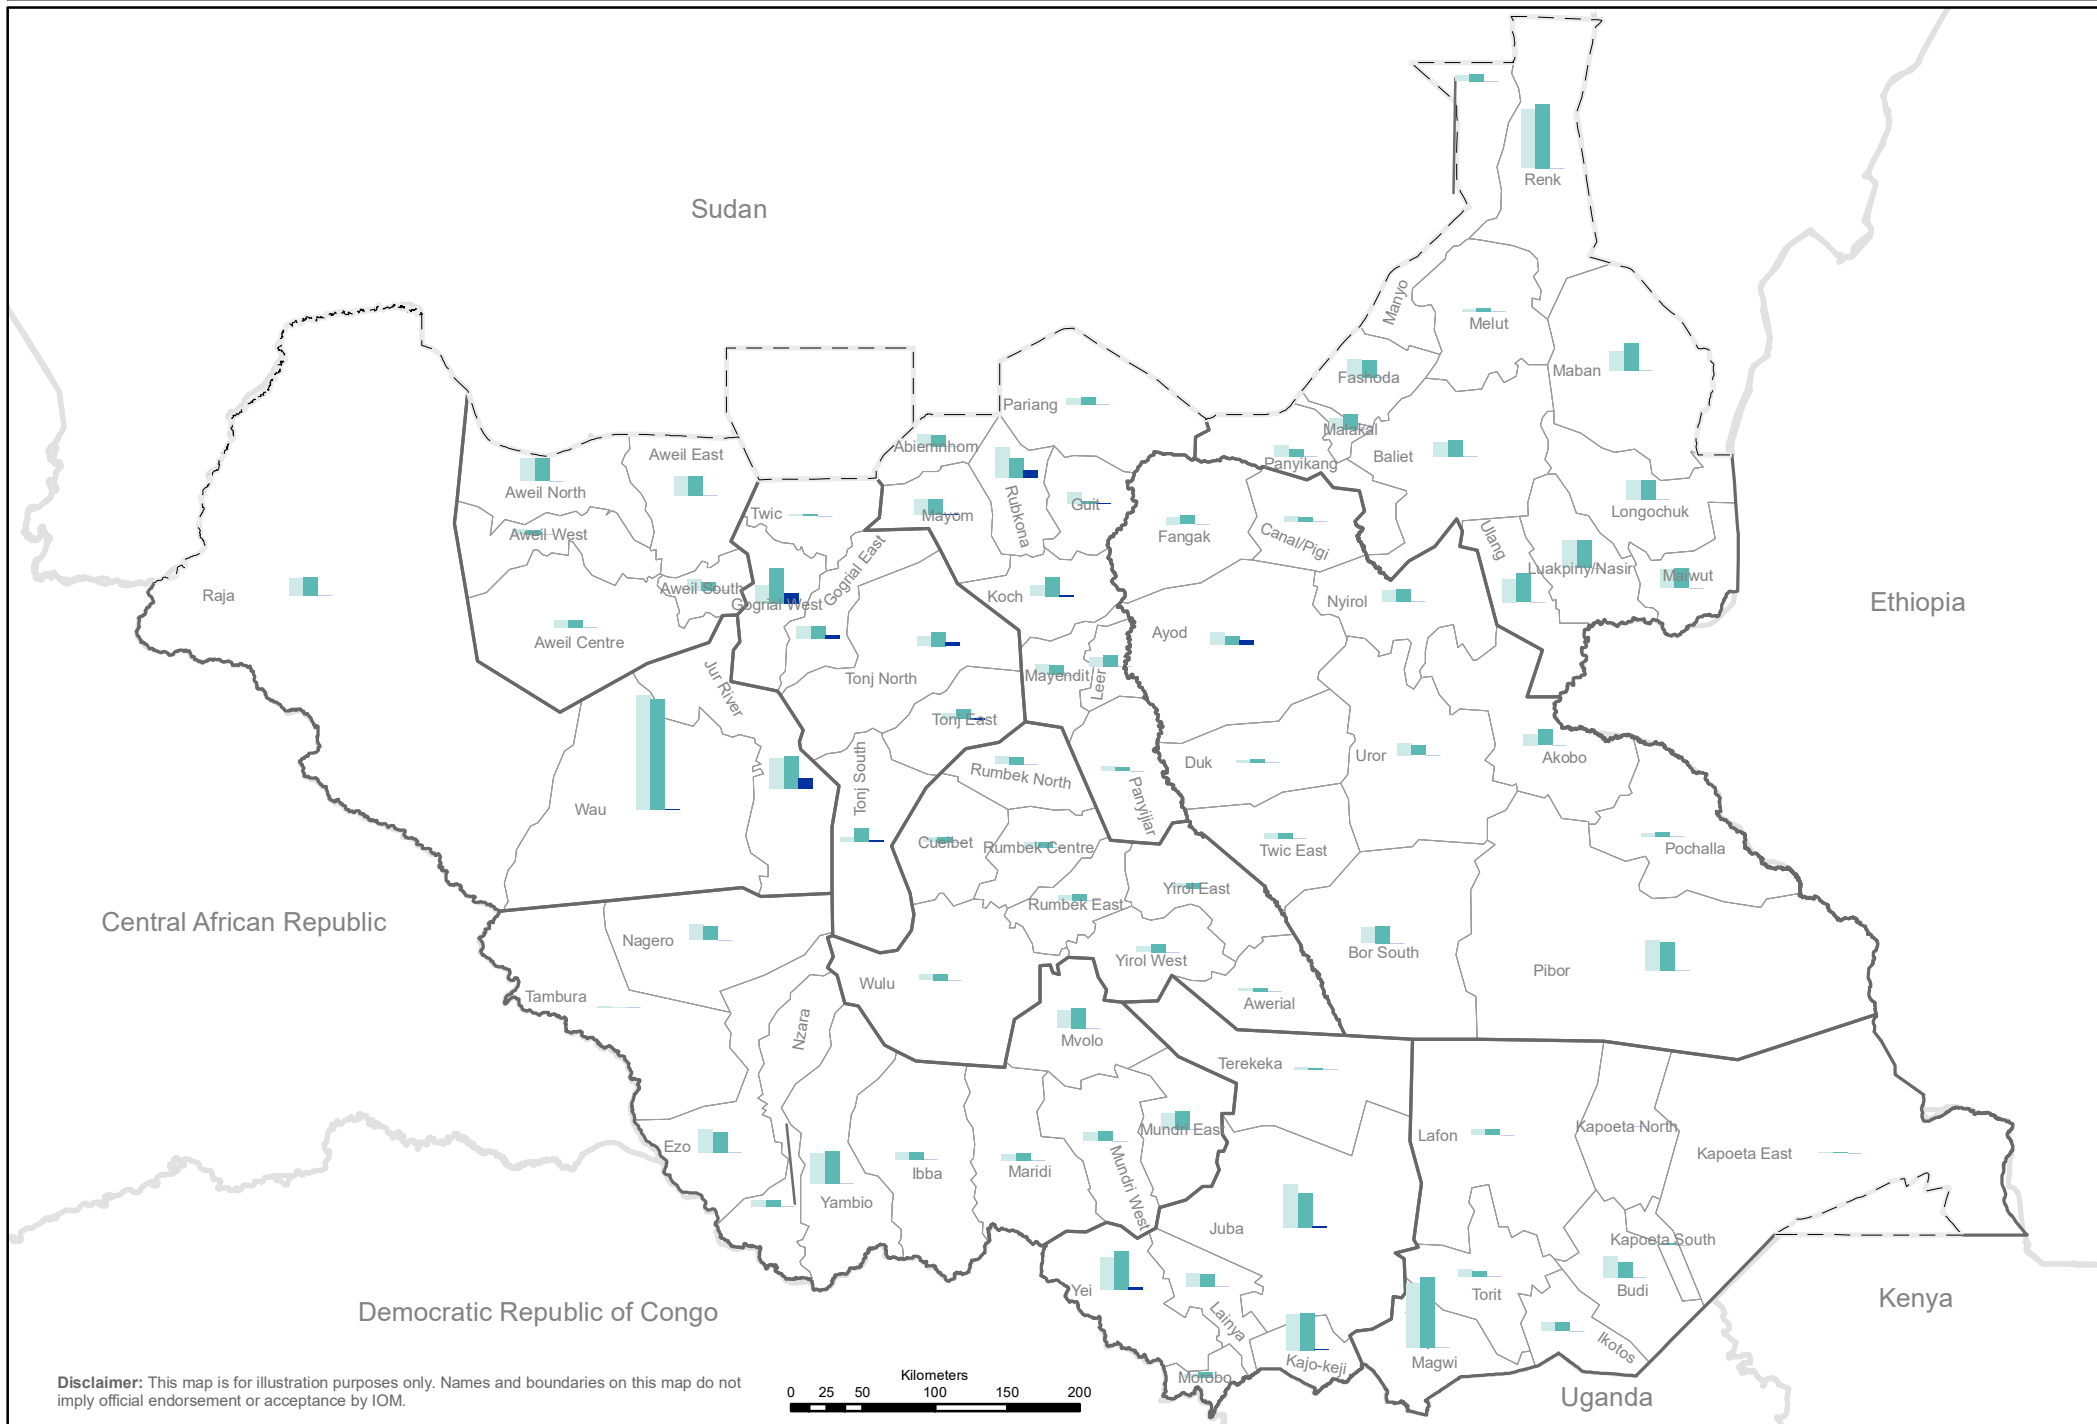 Sudan
Renk
Manyo
Melut
Maban
Fashoda
Pariang
Malakal
Abiemnhom
Panyikang
Baliet
Aweil East
Aweil North
Rubkona
Guit
Longochuk
Twic
Mayom
Fangak
Canal/Pigi
Ulang
Aweil West
Luakpiny/Nasir
Maiwut
Gogrial East
Raja
Aweil South
Gogrial West
Koch
Nyirol
Ethiopia
Aweil Centre
Ayod
Jur River
Tonj North
Mayendit
Leer
Tonj East
Duk
Uror
Akobo
Rumbek North
Tonj South
Panyijiar
Wau
Cueibet
Rumbek Centre
Twic East
Pochalla
Yirol East
Rumbek East
Central African Republic
Nagero
Yirol West
Bor South
Pibor
Wulu
Tambura
Awerial
Nzara
Mvolo
Terekeka
Ezo
Mundri East
Lafon
Kapoeta North
Kapoeta East
Ibba
Maridi
Mundri West
Yambio
Juba
Kapoeta South
Yei
Torit
Budi
Democratic Republic of Congo
Lainya
Kenya
Ikotos
Kajo-keji
Magwi
Morobo
Uganda
Disclaimer: This map is for illustration purposes only. Names and boundaries on this map do not
imply official endorsement or acceptance by IOM.
Kilometers
0 25 50 100 150 200